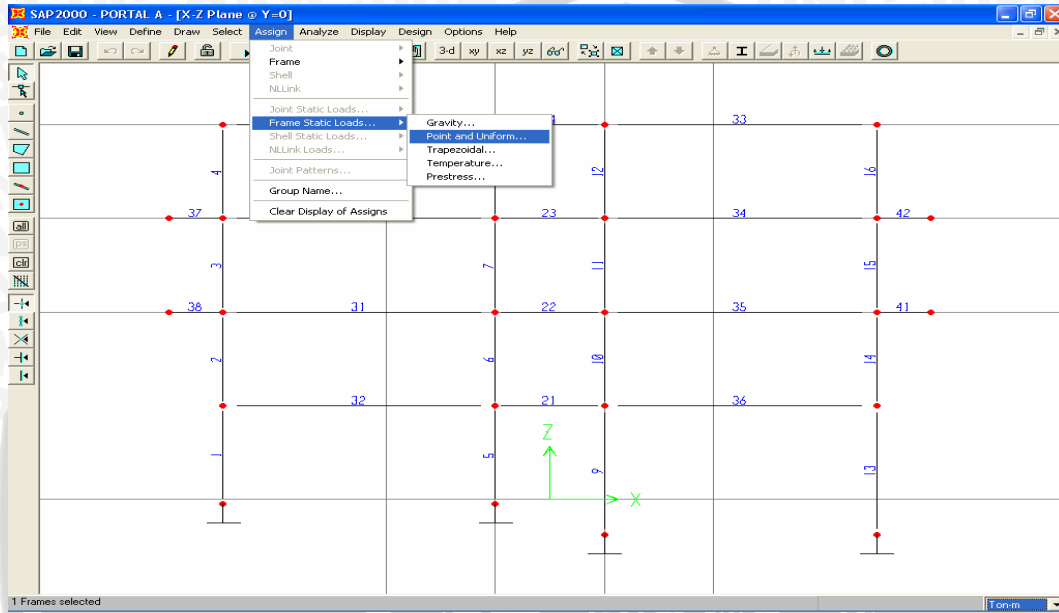 SAP2000 - PORTAL A - [X-Z Plane @ Y=0]
File Edit View Define Draw Select Assign Analyze Display Design Options Help
3-d xy xz yz
Joint
Frame
Shell
NLLink
Joint Static Loads...
Frame Static Loads...
Shell Static Loads...
NLLink Loads...
Joint Patterns...
Group Name...
Clear Display of Assigns
Gravity...
Point and Uniform...
Trapezoidal...
Temperature...
Prestress...
all
ps
clr
33
4 12 16
37 23 34 42
3 7 11 15
38 31 22 35 41
2 6 10 14
32 21 36
Z
1 5 9 13
X
1 Frames selected
Ton-m